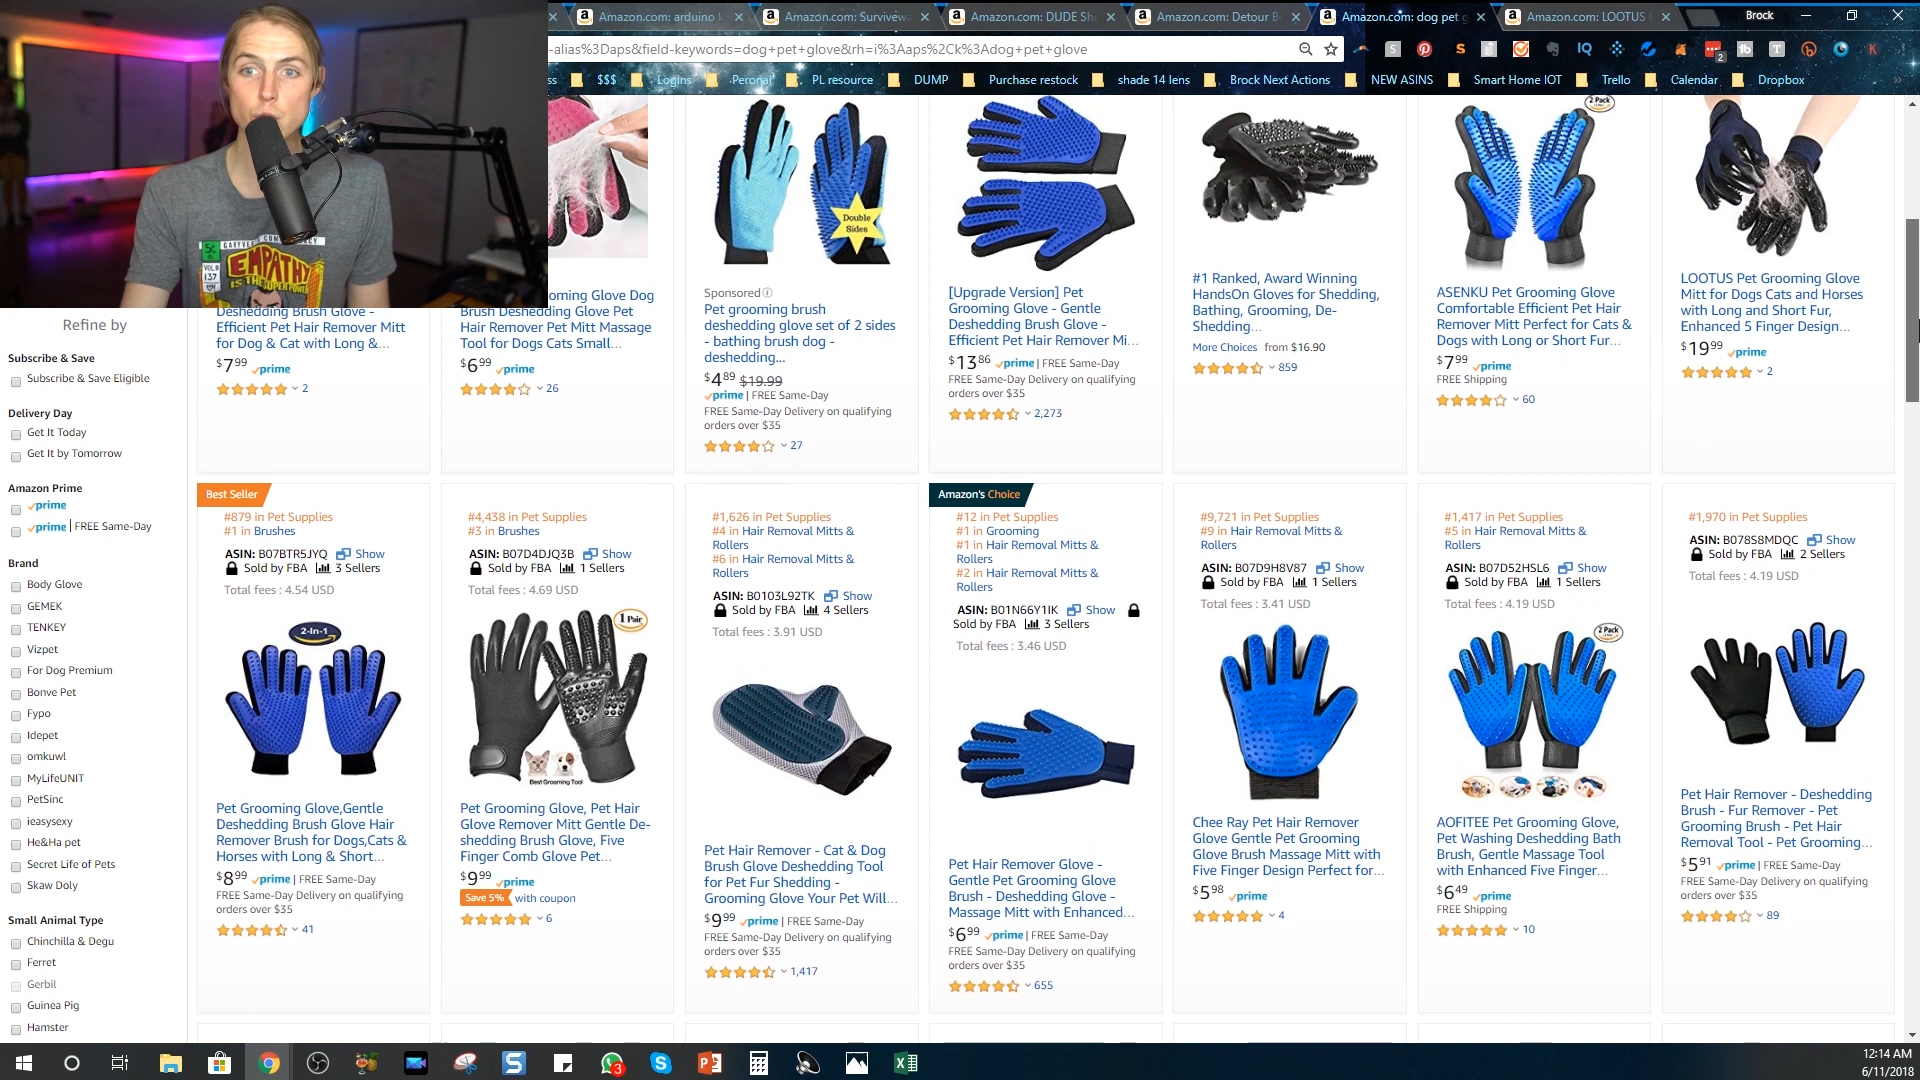 Amazon.com: arduino k
Amazon.com: Survivewa
Amazon.com: DUDE Sh
Amazon.com: Detour B
Amazon.com: dog pet g
Amazon.com: LOOTUS
Brock
-alias%3Daps&field-keywords=dog+pet+glove&rh=i%3Aaps%2Ck%3Adog+pet+glove
ss
$$$
Logins
Peronal
PL resource
DUMP
Purchase restock
shade 14 lens
Brock Next Actions
NEW ASINS
Smart Home IOT
Trello
Calendar
Dropbox
EMPATHY
IS THE SUPERPOWER
VOL#
137
Deshedding Brush Glove -
Efficient Pet Hair Remover Mitt
for Dog & Cat with Long &...
$7.99 prime
2
oming Glove Dog
Brush Deshedding Glove Pet
Hair Remover Pet Mitt Massage
Tool for Dogs Cats Small...
$6.99 prime
26
Double
Sides
Sponsored
Pet grooming brush
deshedding glove set of 2 sides
- bathing brush dog -
deshedding...
$4.89 $19.99
prime | FREE Same-Day
FREE Same-Day Delivery on qualifying
orders over $35
27
[Upgrade Version] Pet
Grooming Glove - Gentle
Deshedding Brush Glove -
Efficient Pet Hair Remover Mi...
$13.86 prime | FREE Same-Day
FREE Same-Day Delivery on qualifying
orders over $35
2,273
#1 Ranked, Award Winning
HandsOn Gloves for Shedding,
Bathing, Grooming, De-
Shedding...
More Choices from $16.90
859
2 Pack
ASENKU Pet Grooming Glove
Comfortable Efficient Pet Hair
Remover Mitt Perfect for Cats &
Dogs with Long or Short Fur...
$7.99 prime
FREE Shipping
60
LOOTUS Pet Grooming Glove
Mitt for Dogs Cats and Horses
with Long and Short Fur,
Enhanced 5 Finger Design...
$19.99 prime
2
Refine by
Subscribe & Save
Subscribe & Save Eligible
Delivery Day
Get It Today
Get It by Tomorrow
Amazon Prime
prime
prime | FREE Same-Day
Brand
Body Glove
GEMEK
TENKEY
Vizpet
For Dog Premium
Bonve Pet
Fypo
Idepet
omkuwl
MyLifeUNIT
PetSinc
ieasysexy
He&Ha pet
Secret Life of Pets
Skaw Doly
Small Animal Type
Chinchilla & Degu
Ferret
Gerbil
Guinea Pig
Hamster
Best Seller
#879 in Pet Supplies
#1 in Brushes
ASIN: B07BTR5JYQ Show
Sold by FBA 3 Sellers
Total fees : 4.54 USD
2-In-1
Pet Grooming Glove,Gentle
Deshedding Brush Glove Hair
Remover Brush for Dogs,Cats &
Horses with Long & Short...
$8.99 prime | FREE Same-Day
FREE Same-Day Delivery on qualifying
orders over $35
41
#4,438 in Pet Supplies
#3 in Brushes
ASIN: B07D4DJQ3B Show
Sold by FBA 1 Sellers
Total fees : 4.69 USD
1 Pair
Best Grooming Tool
Pet Grooming Glove, Pet Hair
Glove Remover Mitt Gentle De-
shedding Brush Glove, Five
Finger Comb Glove Pet...
$9.99 prime
Save 5% with coupon
6
#1,626 in Pet Supplies
#4 in Hair Removal Mitts &
Rollers
#6 in Hair Removal Mitts &
Rollers
ASIN: B0103L92TK Show
Sold by FBA 4 Sellers
Total fees : 3.91 USD
Pet Hair Remover - Cat & Dog
Brush Glove Deshedding Tool
for Pet Fur Shedding -
Grooming Glove Your Pet Will...
$9.99 prime | FREE Same-Day
FREE Same-Day Delivery on qualifying
orders over $35
1,417
Amazon's Choice
#12 in Pet Supplies
#1 in Grooming
#1 in Hair Removal Mitts &
Rollers
#2 in Hair Removal Mitts &
Rollers
ASIN: B01N66Y1IK Show
Sold by FBA 3 Sellers
Total fees : 3.46 USD
Pet Hair Remover Glove -
Gentle Pet Grooming Glove
Brush - Deshedding Glove -
Massage Mitt with Enhanced...
$6.99 prime | FREE Same-Day
FREE Same-Day Delivery on qualifying
orders over $35
655
#9,721 in Pet Supplies
#9 in Hair Removal Mitts &
Rollers
ASIN: B07D9H8V87 Show
Sold by FBA 1 Sellers
Total fees : 3.41 USD
Chee Ray Pet Hair Remover
Glove Gentle Pet Grooming
Glove Brush Massage Mitt with
Five Finger Design Perfect for...
$5.98 prime
4
#1,417 in Pet Supplies
#5 in Hair Removal Mitts &
Rollers
ASIN: B07D52HSL6 Show
Sold by FBA 1 Sellers
Total fees : 4.19 USD
2 Pack
AOFITEE Pet Grooming Glove,
Pet Washing Deshedding Bath
Brush, Gentle Massage Tool
with Enhanced Five Finger...
$6.49 prime
FREE Shipping
10
#1,970 in Pet Supplies
ASIN: B078S8MDQC Show
Sold by FBA 2 Sellers
Total fees : 4.19 USD
Pet Hair Remover - Deshedding
Brush - Fur Remover - Pet
Grooming Brush - Pet Hair
Removal Tool - Pet Grooming...
$5.91 prime | FREE Same-Day
FREE Same-Day Delivery on qualifying
orders over $35
89
12:14 AM
6/11/2018